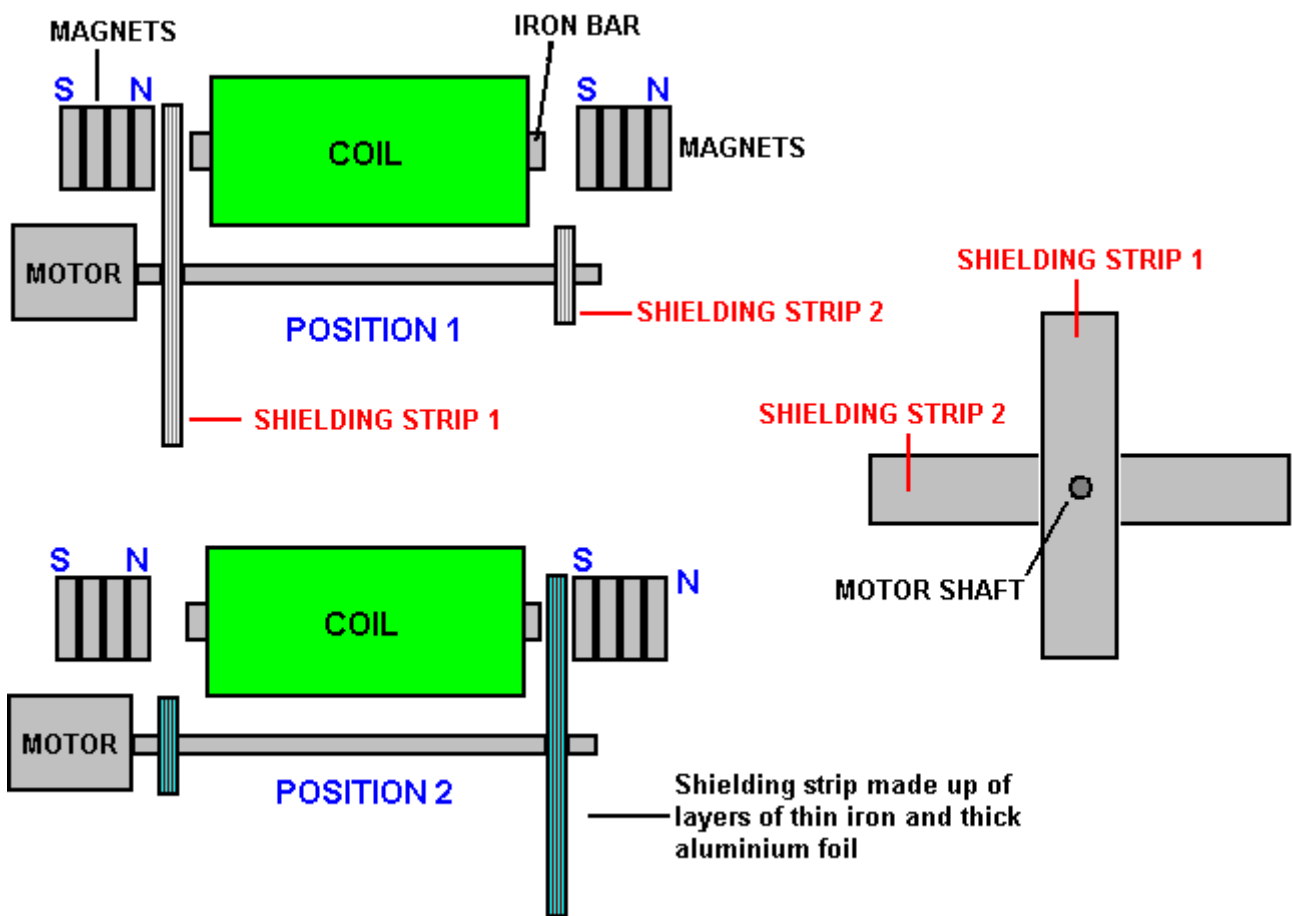 MAGNETS
IRON BAR
S N
S N
COIL
MAGNETS
MOTOR
SHIELDING STRIP 2
POSITION 1
SHIELDING STRIP 1
SHIELDING STRIP 1
SHIELDING STRIP 2
MOTOR SHAFT
S N
S
N
COIL
MOTOR
POSITION 2
Shielding strip made up of
layers of thin iron and thick
aluminium foil